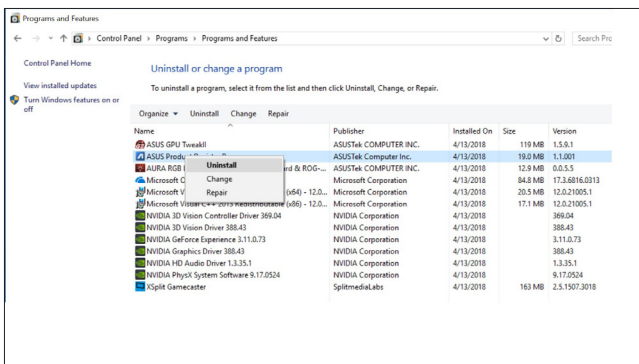 Programs and Features
Control Panel > Programs > Programs and Features
Search Pro
Control Panel Home
View installed updates
Turn Windows features on or off
Uninstall or change a program
To uninstall a program, select it from the list and then click Uninstall, Change, or Repair.
Organize Uninstall Change Repair
Name Publisher Installed On Size Version
ASUS GPU TweakII ASUSTek COMPUTER INC. 4/13/2018 119 MB 1.5.9.1
ASUS Product ASUSTek Computer Inc. 4/13/2018 19.0 MB 1.1.001
AURA RGB rd & ROG-... ASUSTek COMPUTER INC. 4/13/2018 12.9 MB 0.0.5.5
Microsoft O Microsoft Corporation 4/13/2018 84.8 MB 17.3.6816.0313
Microsoft V (x64) - 12.0... Microsoft Corporation 4/13/2018 20.5 MB 12.0.21005.1
Microsoft Visual C++ 2013 Redistributable (x86) - 12.0... Microsoft Corporation 4/13/2018 17.1 MB 12.0.21005.1
Uninstall
Change
Repair
NVIDIA 3D Vision Controller Driver 369.04 NVIDIA Corporation 4/13/2018 369.04
NVIDIA 3D Vision Driver 388.43 NVIDIA Corporation 4/13/2018 388.43
NVIDIA GeForce Experience 3.11.0.73 NVIDIA Corporation 4/13/2018 3.11.0.73
NVIDIA Graphics Driver 388.43 NVIDIA Corporation 4/13/2018 388.43
NVIDIA HD Audio Driver 1.3.35.1 NVIDIA Corporation 4/13/2018 1.3.35.1
NVIDIA PhysX System Software 9.17.0524 NVIDIA Corporation 4/13/2018 9.17.0524
XSplit Gamecaster SplitmediaLabs 4/13/2018 163 MB 2.5.1507.3018